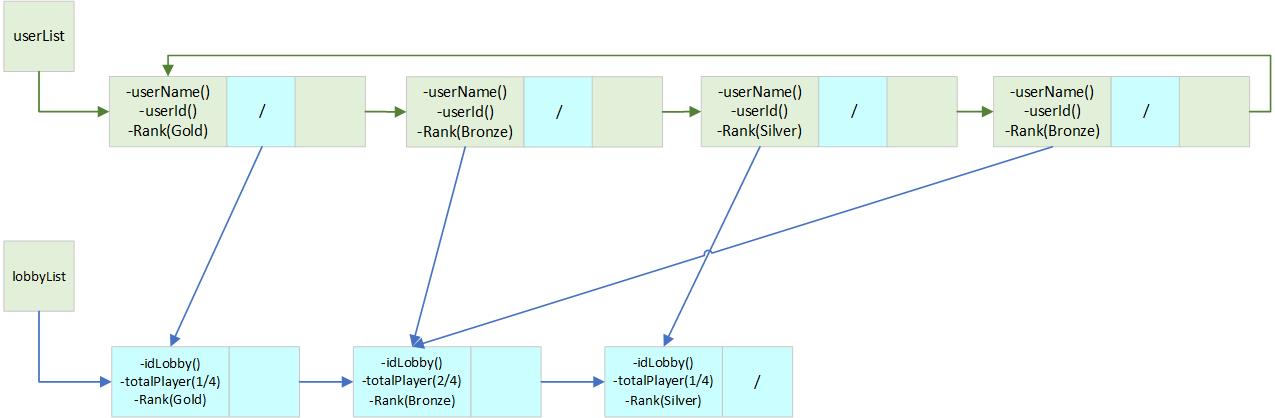 userList
-userName()
-userId()
-Rank(Gold)
/
-userName()
-userId()
-Rank(Bronze)
/
-userName()
-userId()
-Rank(Silver)
/
-userName()
-userId()
-Rank(Bronze)
/
lobbyList
-idLobby()
-totalPlayer(1/4)
-Rank(Gold)
-idLobby()
-totalPlayer(2/4)
-Rank(Bronze)
-idLobby()
-totalPlayer(1/4)
-Rank(Silver)
/